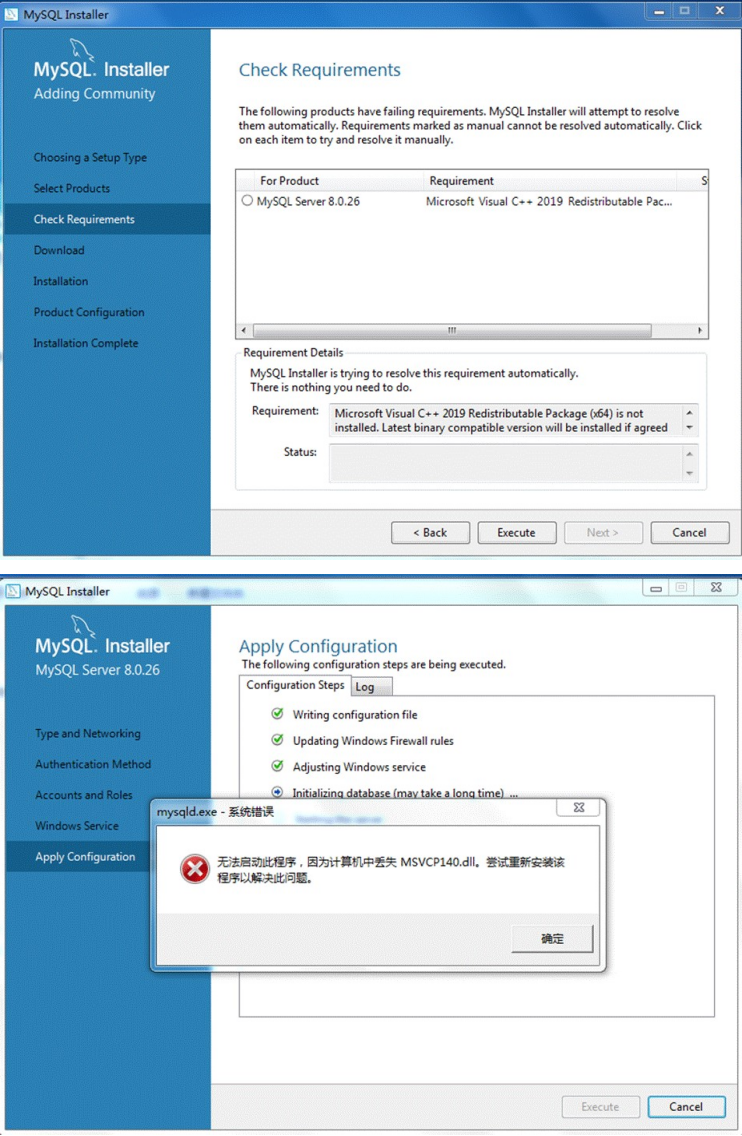 MySQL Installer
MySQL. Installer
Adding Community
Choosing a Setup Type
Select Products
Check Requirements
Download
Installation
Product Configuration
Installation Complete
Check Requirements
The following products have failing requirements. MySQL Installer will attempt to resolve
them automatically. Requirements marked as manual cannot be resolved automatically. Click
on each item to try and resolve it manually.
For Product Requirement S
MySQL Server 8.0.26 Microsoft Visual C++ 2019 Redistributable Pac...
Requirement Details
MySQL Installer is trying to resolve this requirement automatically.
There is nothing you need to do.
Requirement: Microsoft Visual C++ 2019 Redistributable Package (x64) is not
installed. Latest binary compatible version will be installed if agreed
Status:
< Back Execute Next > Cancel
MySQL Installer
MySQL. Installer
MySQL Server 8.0.26
Type and Networking
Authentication Method
Accounts and Roles
Windows Service
Apply Configuration
Apply Configuration
The following configuration steps are being executed.
Configuration Steps Log
Writing configuration file
Updating Windows Firewall rules
Adjusting Windows service
Initializing database (may take a long time) ...
mysqld.exe - 系统错误
无法启动此程序，因为计算机中丢失 MSVCP140.dll。尝试重新安装该
程序以解决此问题。
确定
Execute Cancel